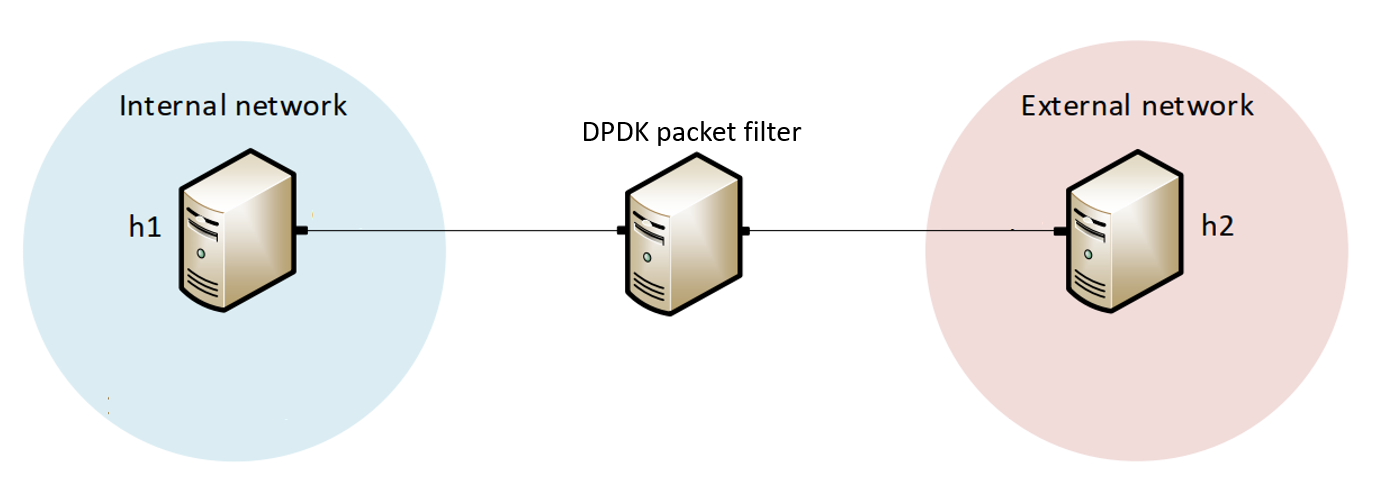 Internal network
External network
DPDK packet filter
h1
h2